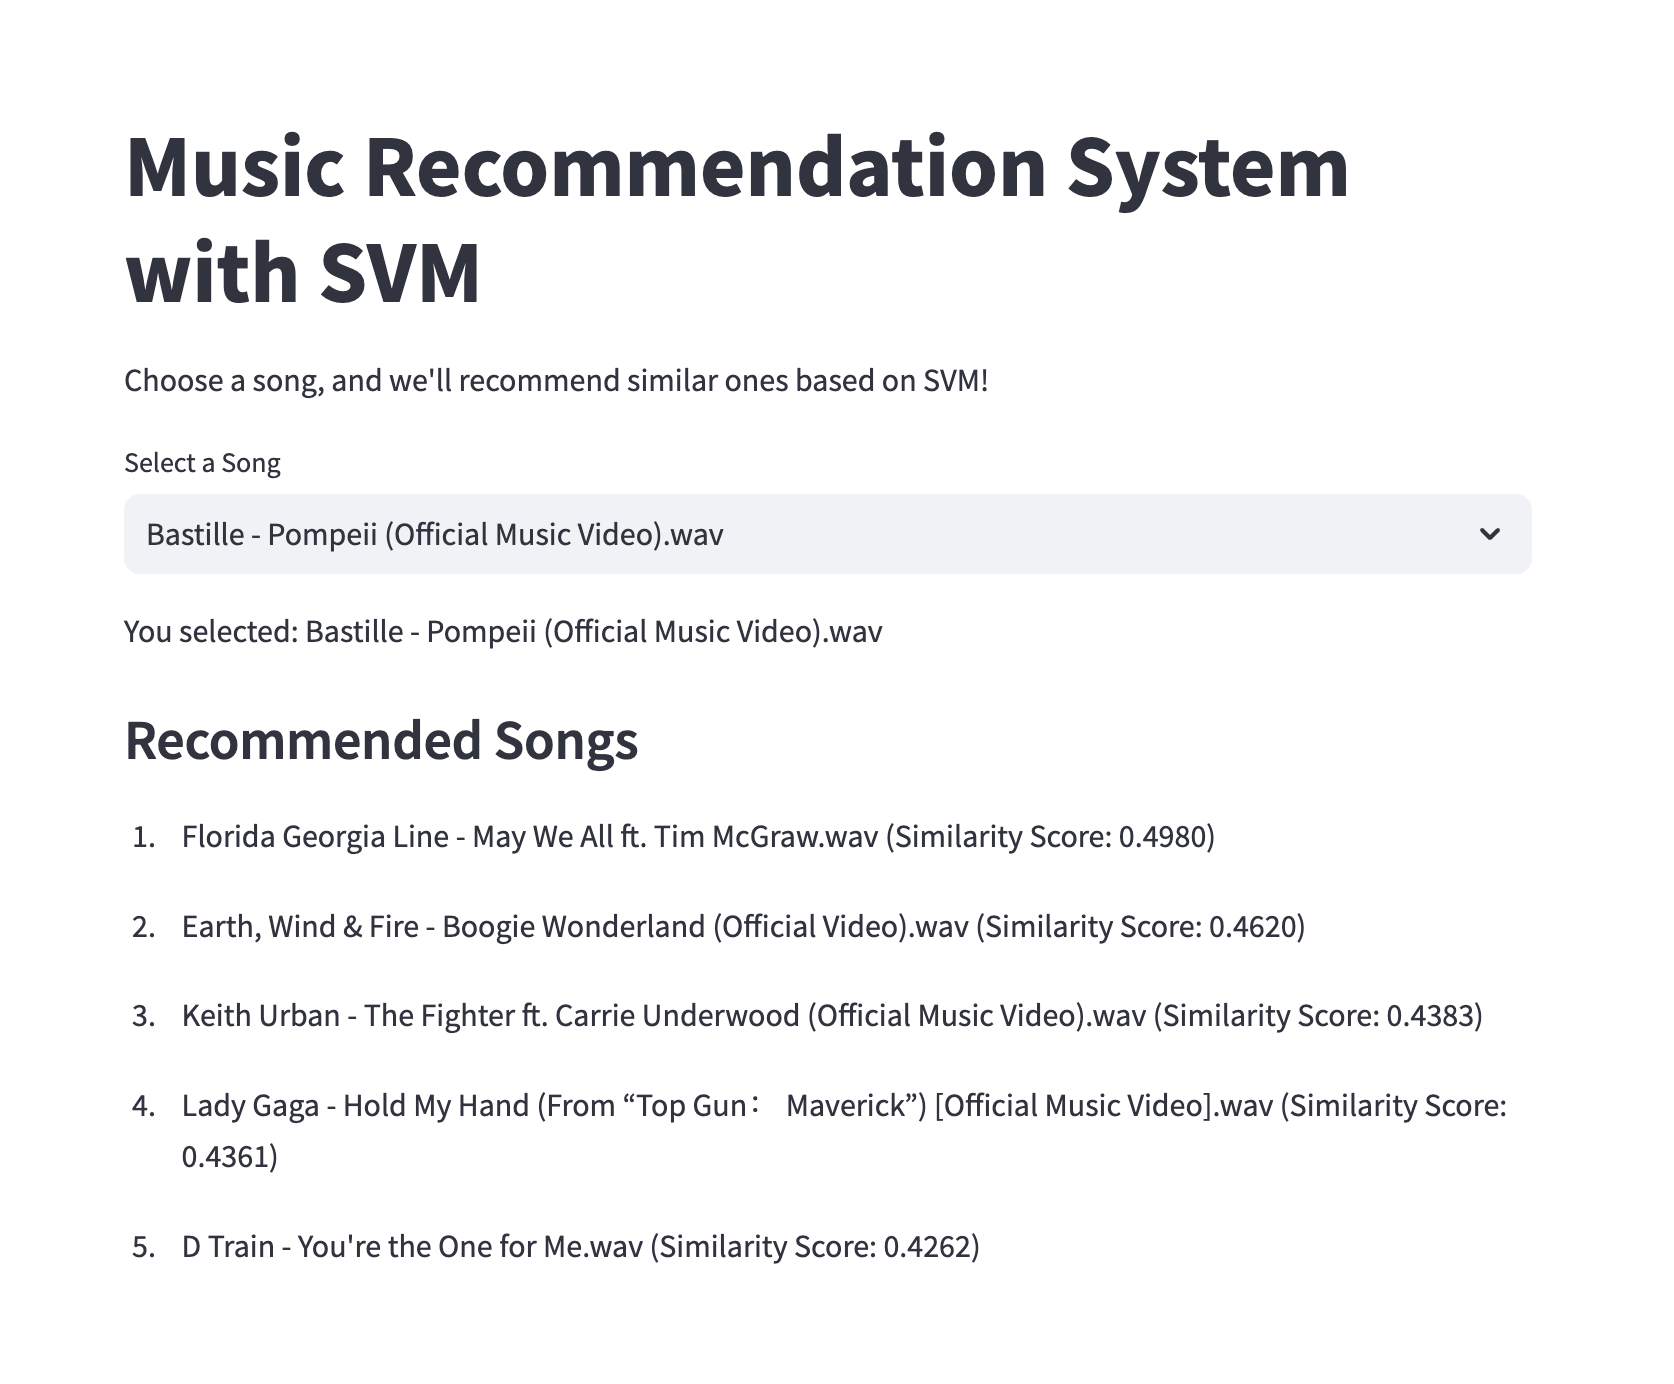 Music Recommendation System
with SVM
Choose a song, and we'll recommend similar ones based on SVM!
Select a Song
Bastille - Pompeii (Official Music Video).wav
You selected: Bastille - Pompeii (Official Music Video).wav
Recommended Songs
1. Florida Georgia Line - May We All ft. Tim McGraw.wav (Similarity Score: 0.4980)
2. Earth, Wind & Fire - Boogie Wonderland (Official Video).wav (Similarity Score: 0.4620)
3. Keith Urban - The Fighter ft. Carrie Underwood (Official Music Video).wav (Similarity Score: 0.4383)
4. Lady Gaga - Hold My Hand (From “Top Gun： Maverick”) [Official Music Video].wav (Similarity Score:
0.4361)
5. D Train - You're the One for Me.wav (Similarity Score: 0.4262)